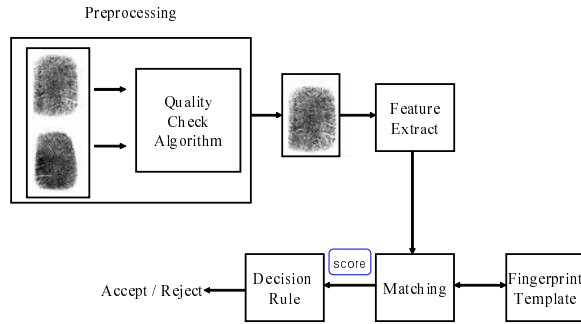 Preprocessing
Quality
Check
Algorithm
Feature
Extract
score
Decision
Rule
Matching
Fingerprint
Template
Accept / Reject